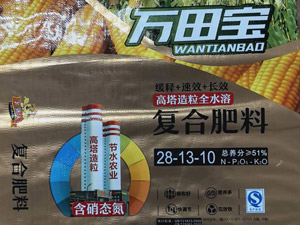 万田宝
WANTIANBAO
缓释+速效+长效
高塔造粒全水溶
复合肥料
28-13-10
总养分≥51%
N-P₂O₅-K₂O
高塔造粒
节水农业
含硝态氮
复合肥料